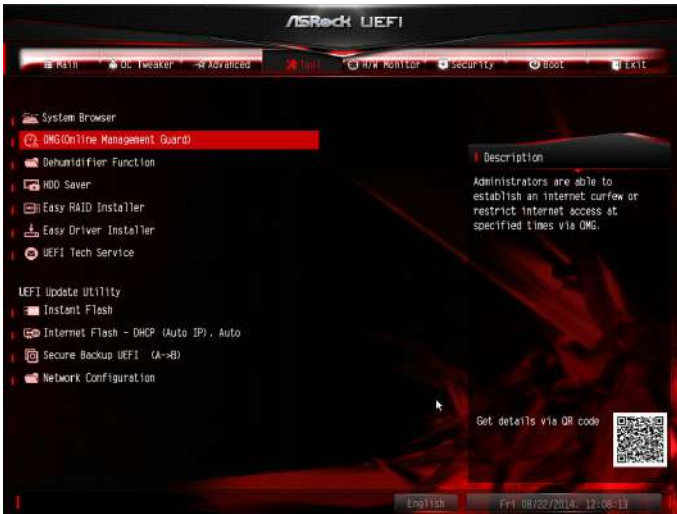 ASRock UEFI
Main OC Tweaker Advanced Tool H/W Monitor Security Boot Exit
System Browser
OMG(Online Management Guard)
Dehumidifier Function
HDD Saver
Easy RAID Installer
Easy Driver Installer
UEFI Tech Service
UEFI Update Utility
Instant Flash
Internet Flash - DHCP (Auto IP), Auto
Secure Backup UEFI (A->B)
Network Configuration
Description
Administrators are able to
establish an internet curfew or
restrict internet access at
specified times via OMG.
Get details via QR code
English
Fri 08/22/2014, 12:08:13